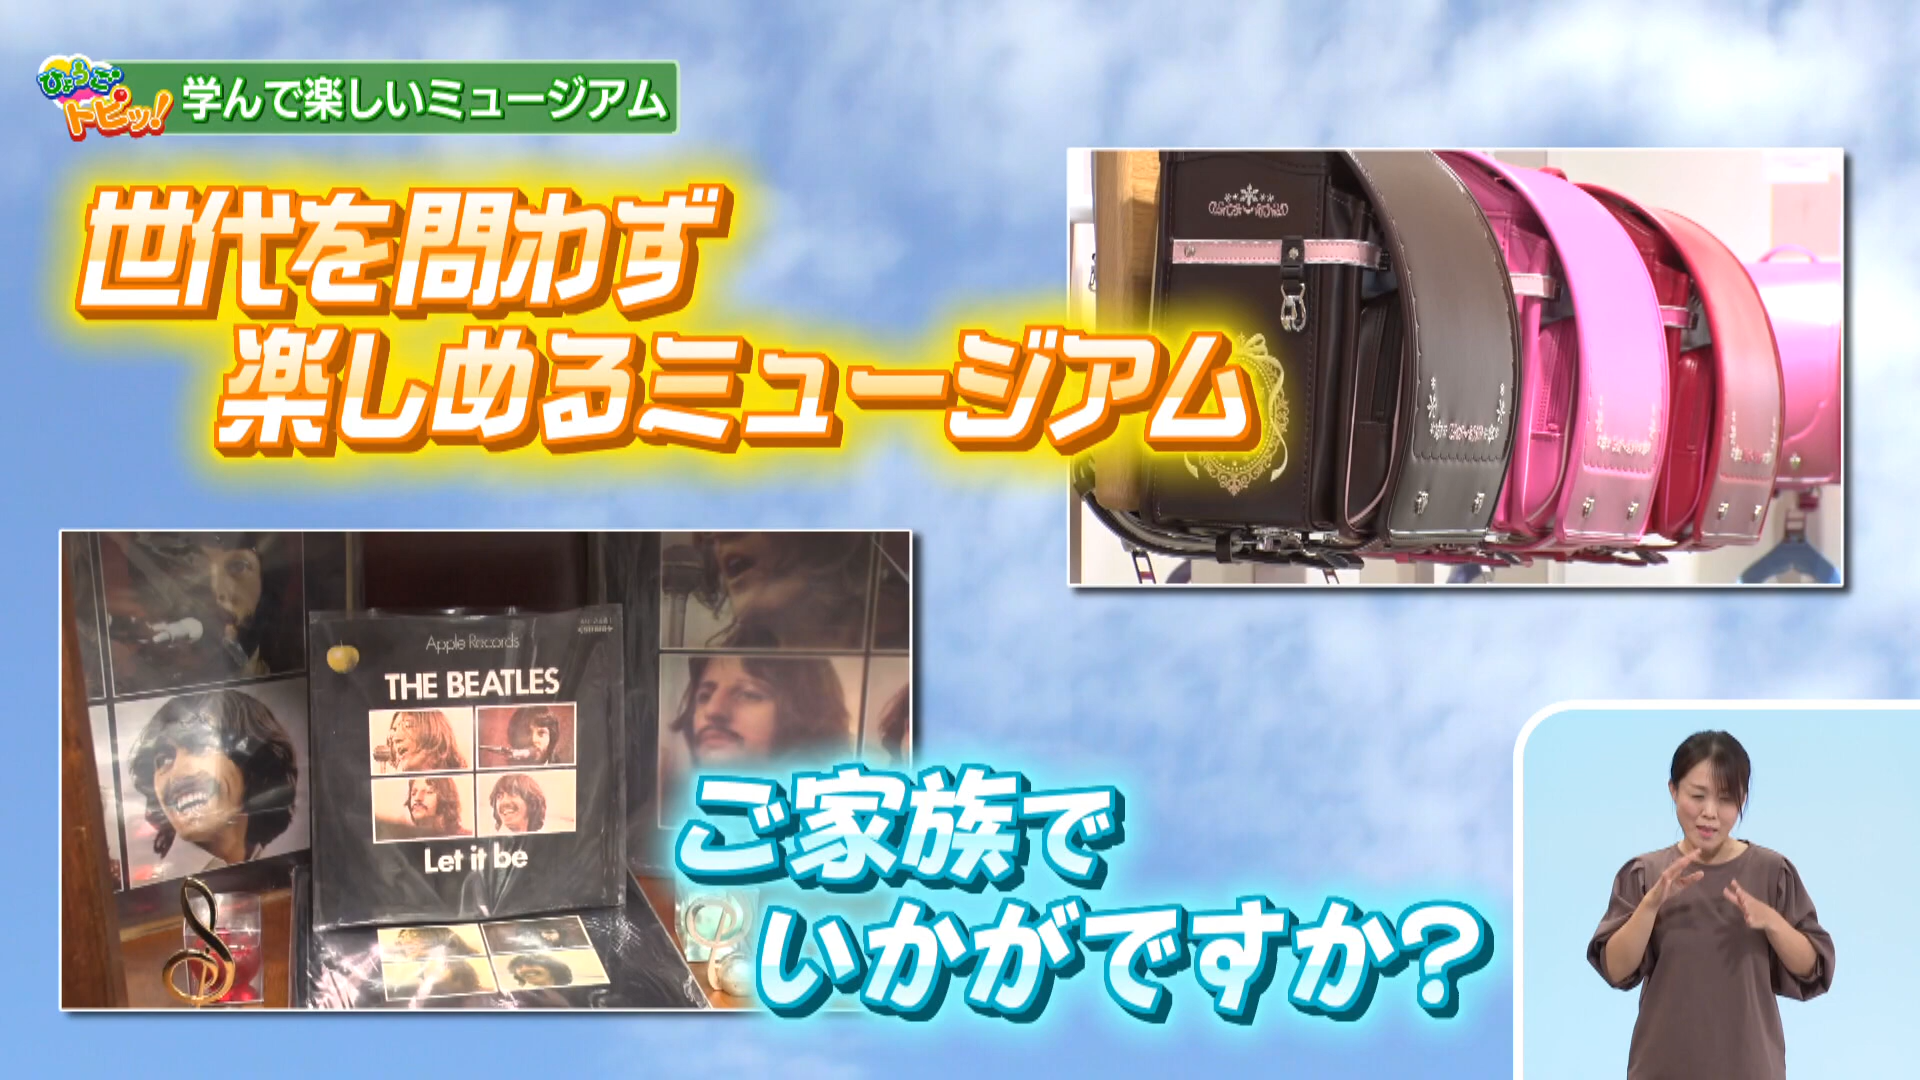 ひょうご
トピッ!
学んで楽しいミュージアム
世代を問わず
楽しめるミュージアム
Apple Records
THE BEATLES
Let it be
ご家族で
いかがですか?